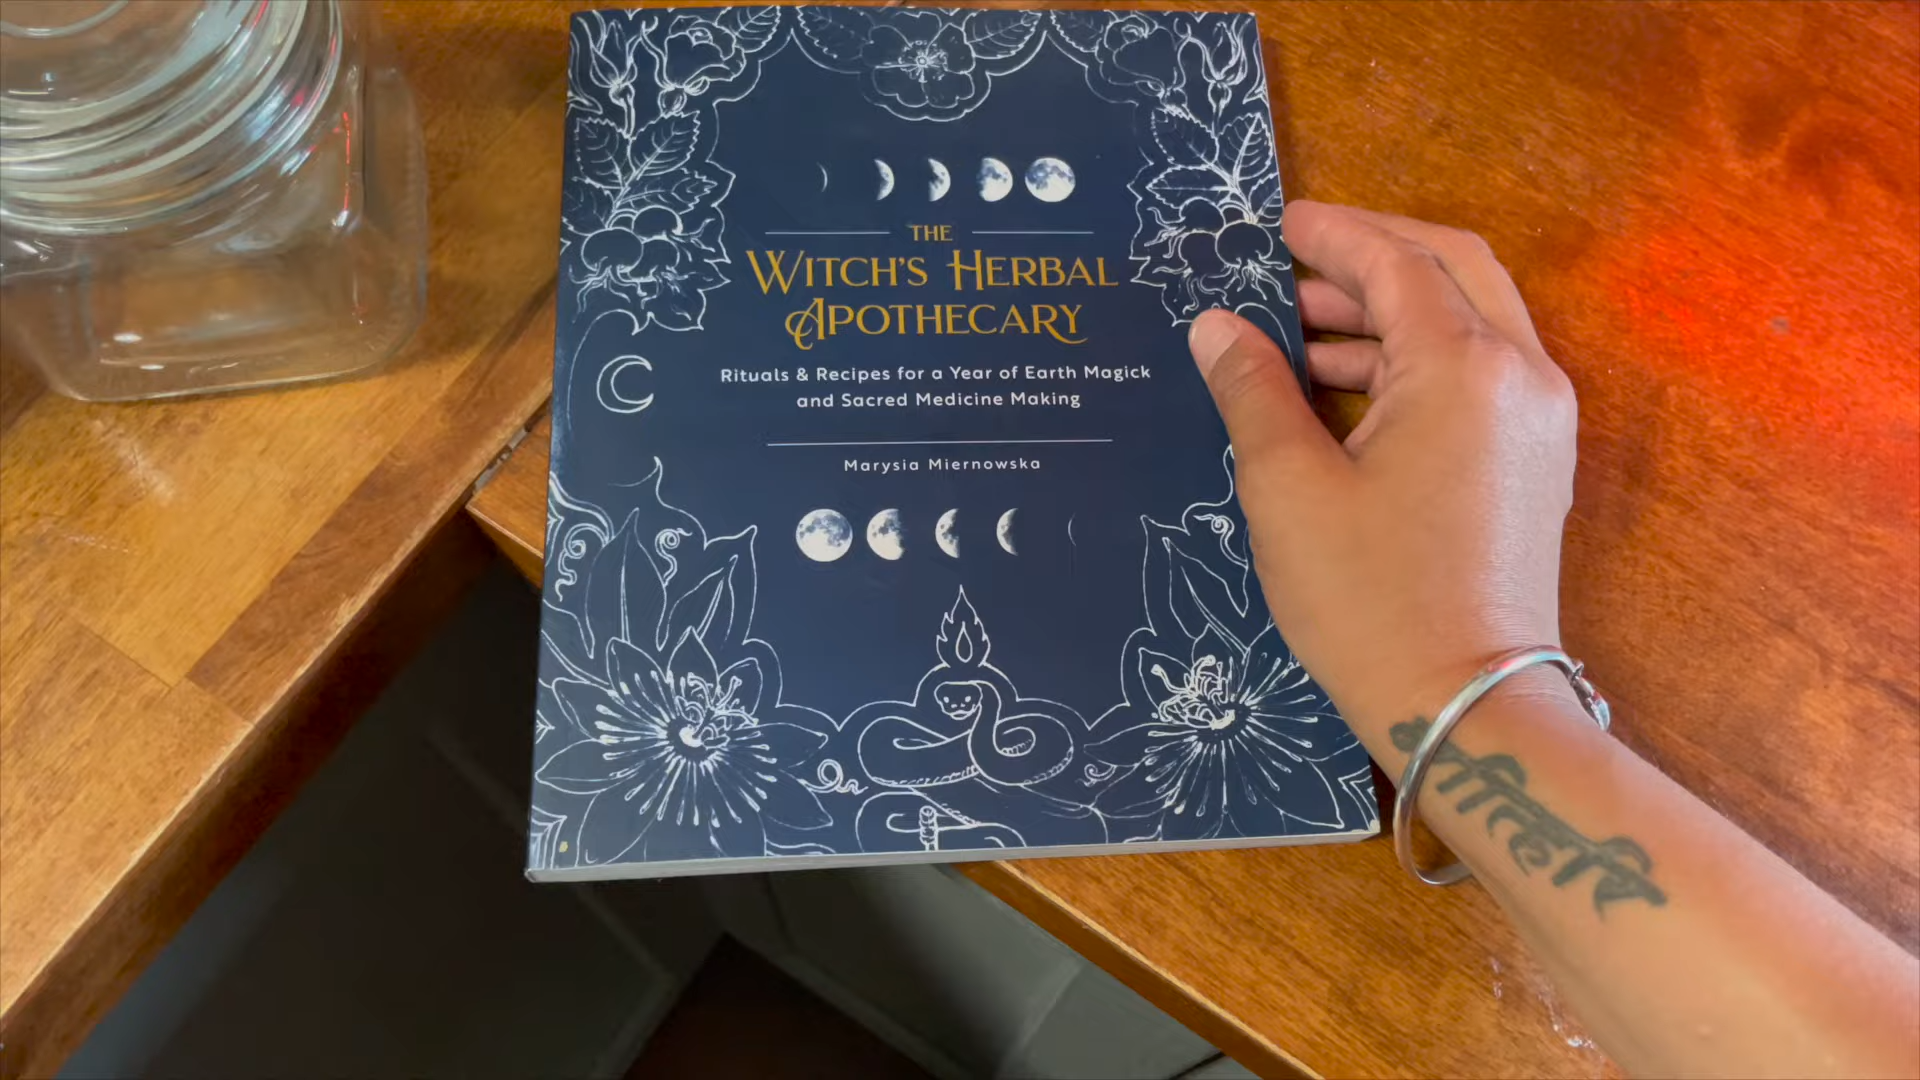 THE
WITCH'S HERBAL
APOTHECARY
Rituals & Recipes for a Year of Earth Magick
and Sacred Medicine Making
Marysia Miernowska